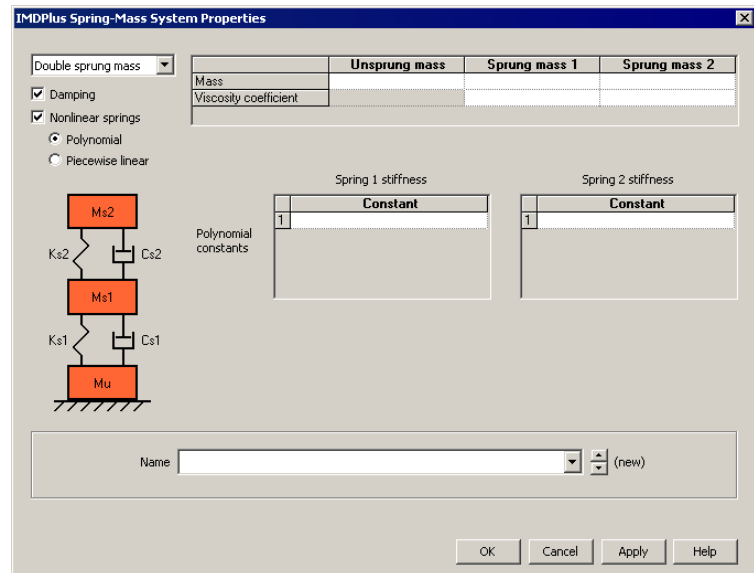 IMDPlus Spring-Mass System Properties
Double sprung mass
Damping
Nonlinear springs
Polynomial
Piecewise linear
Unsprung mass Sprung mass 1 Sprung mass 2
Mass
Viscosity coefficient
Spring 1 stiffness Spring 2 stiffness
Polynomial constants
Constant
1
Constant
1
Ms2
Ks2 Cs2
Ms1
Ks1 Cs1
Mu
Name (new)
OK Cancel Apply Help